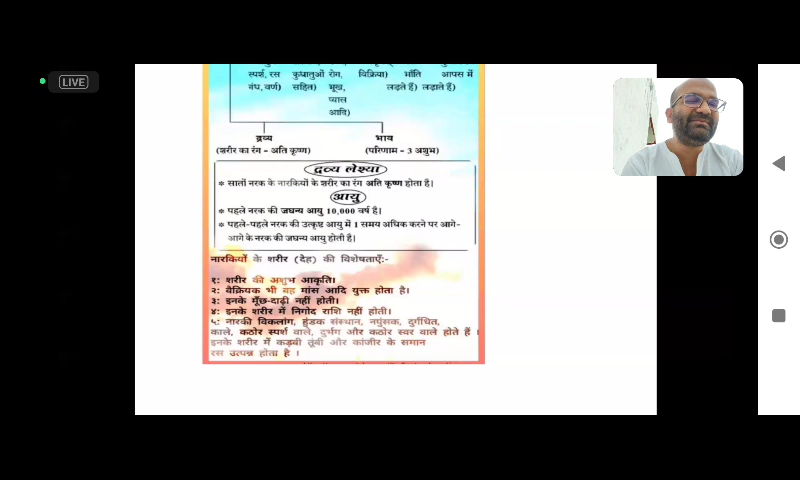 LIVE
स्पर्श, रस कुधातुओं रोग, विक्रिया) भाँति आपस में
गंध, वर्ण) सहित) भूख, लड़ते हैं) लड़ाते हैं)
प्यास
आदि)
द्रव्य भाव
(शरीर का रंग - अति कृष्ण) (परिणाम - 3 अशुभ)
द्रव्य लेश्या
* सातों नरक के नारकियों के शरीर का रंग अति कृष्ण होता है।
आयु
* पहले नरक की जघन्य आयु 10,000 वर्ष है।
* पहले-पहले नरक की उत्कृष्ट आयु में 1 समय अधिक करने पर आगे-
आगे के नरक की जघन्य आयु होती है।
नारकियों के शरीर (देह) की विशेषताएँ:-
१: शरीर की अशुभ आकृति।
२: वैक्रियक भी वह मांस आदि युक्त होता है।
३: इनके मूँछ-दाढ़ी नहीं होती।
४: इनके शरीर में निगोद राशि नहीं होती।
५: नारकी विकलांग, हुंडक संस्थान, नपुंसक, दुर्गंधित,
काले, कठोर स्पर्श वाले, दुर्भग और कठोर स्वर वाले होते हैं ।
इनके शरीर में कड़वी तूंबी और कांजीर के समान
रस उत्पन्न होता है ।